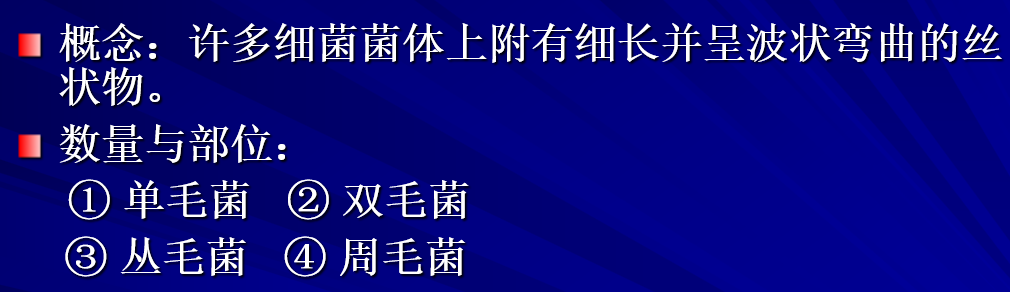 概念：许多细菌菌体上附有细长并呈波状弯曲的丝
状物。
数量与部位：
① 单毛菌 ② 双毛菌
③ 丛毛菌 ④ 周毛菌